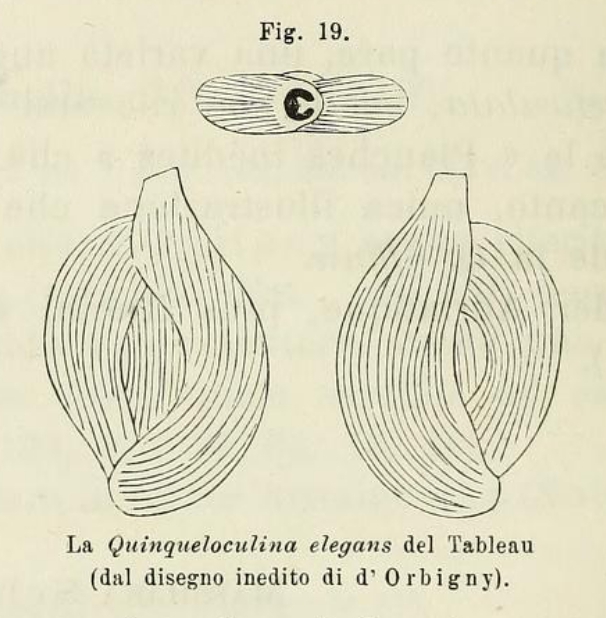 Fig. 19.
La Quinqueloculina elegans del Tableau
(dal disegno inedito di d' Orbigny).